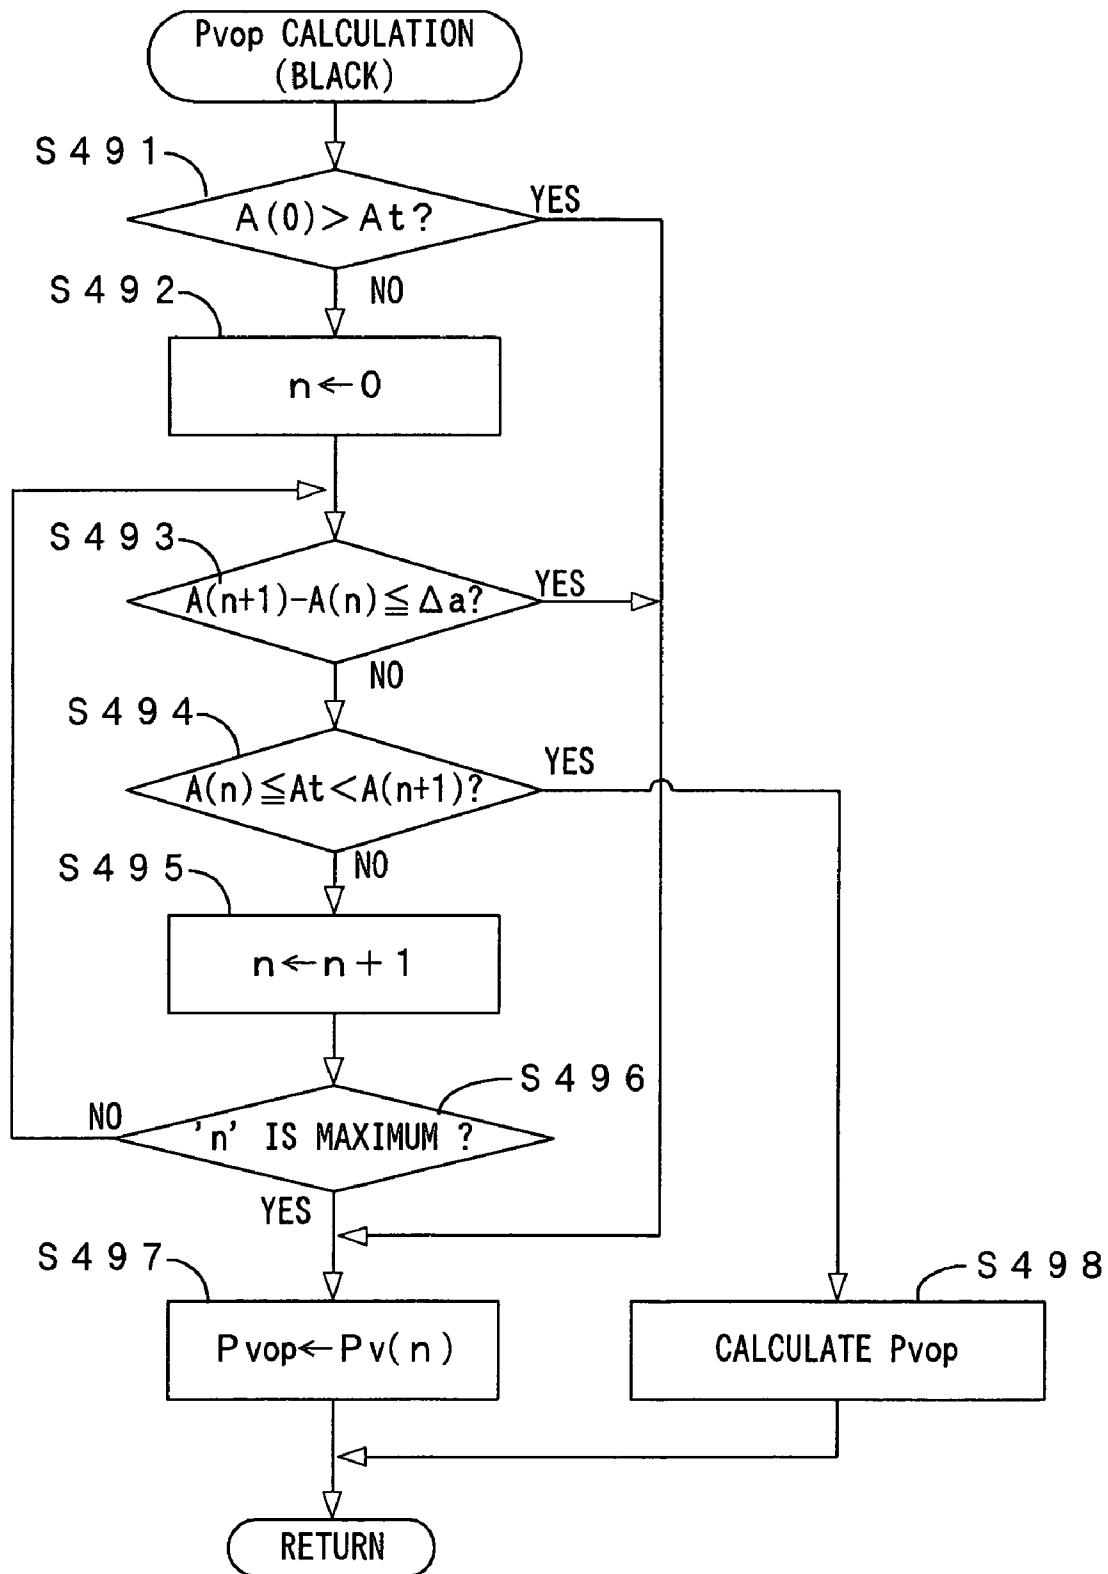 Pvop CALCULATION
(BLACK)
S491
A(0)>At?
YES
NO
S492
n←0
S493
A(n+1)−A(n)≦Δa?
YES
NO
S494
A(n)≦At<A(n+1)?
YES
NO
S495
n←n+1
S496
'n' IS MAXIMUM ?
NO
YES
S497
Pvop←Pv(n)
S498
CALCULATE Pvop
RETURN